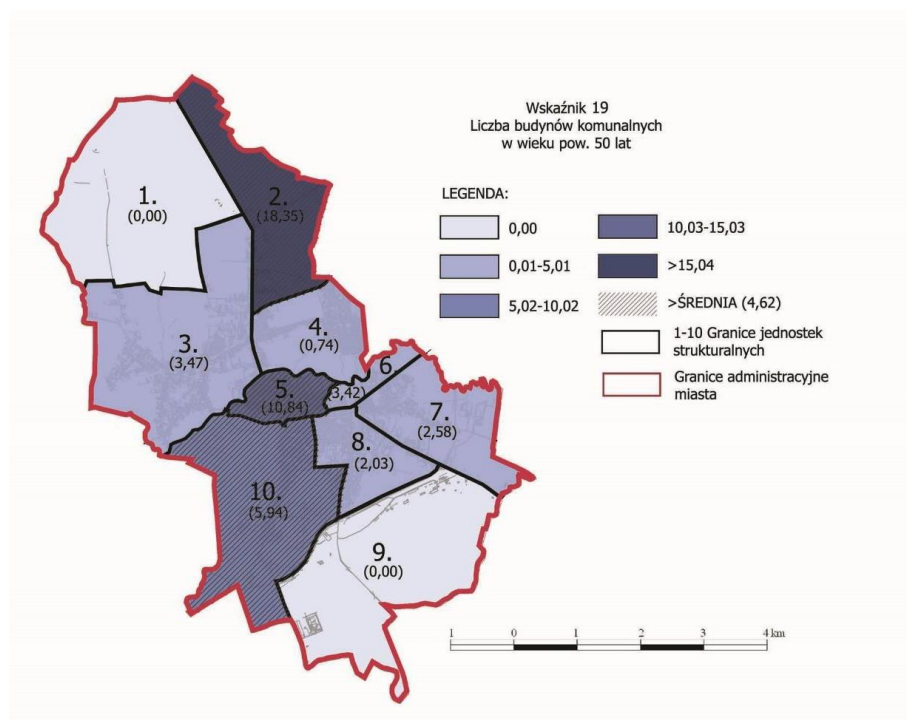 Wskaźnik 19
Liczba budynów komunalnych
w wieku pow. 50 lat
LEGENDA:
0,00
0,01-5,01
5,02-10,02
10,03-15,03
>15,04
>ŚREDNIA (4,62)
1-10 Granice jednostek
strukturalnych
Granice administracyjne
miasta
1.
(0,00)
2.
(18,35)
3.
(3,47)
4.
(0,74)
5.
(10,84)
6.
(3,42)
7.
(2,58)
8.
(2,03)
9.
(0,00)
10.
(5,94)
1 0 1 2 3 4 km